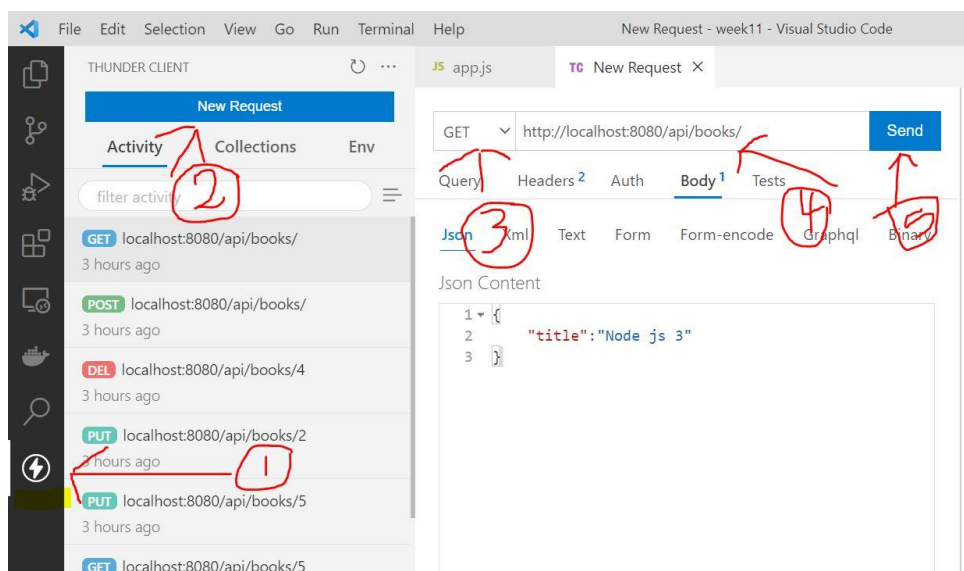 File Edit Selection View Go Run Terminal Help New Request - week11 - Visual Studio Code
THUNDER CLIENT
New Request
Activity Collections Env
filter activity
GET localhost:8080/api/books/
3 hours ago
POST localhost:8080/api/books/
3 hours ago
DEL localhost:8080/api/books/4
3 hours ago
PUT localhost:8080/api/books/2
3 hours ago
PUT localhost:8080/api/books/5
3 hours ago
GET localhost:8080/api/books/5
1
2
JS app.js TC New Request
GET http://localhost:8080/api/books/ Send
Query Headers 2 Auth Body 1 Tests
3
4
5
Json Xml Text Form Form-encode Graphql Binary
Json Content
1 {
2 "title":"Node js 3"
3 }